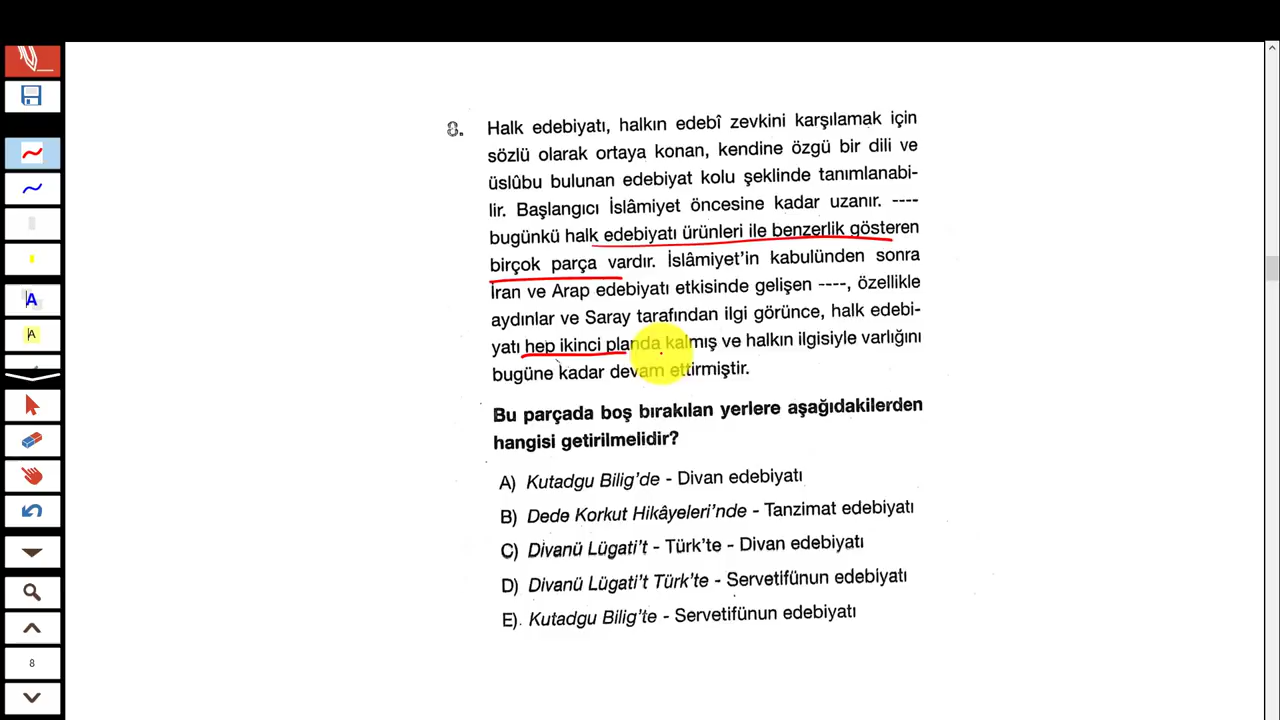 8. Halk edebiyatı, halkın edebî zevkini karşılamak için
sözlü olarak ortaya konan, kendine özgü bir dili ve
üslûbu bulunan edebiyat kolu şeklinde tanımlanabi-
lir. Başlangıcı İslâmiyet öncesine kadar uzanır. ----
bugünkü halk edebiyatı ürünleri ile benzerlik gösteren
birçok parça vardır. İslâmiyet'in kabulünden sonra
İran ve Arap edebiyatı etkisinde gelişen ----, özellikle
aydınlar ve Saray tarafından ilgi görünce, halk edebi-
yatı hep ikinci planda kalmış ve halkın ilgisiyle varlığını
bugüne kadar devam ettirmiştir.
Bu parçada boş bırakılan yerlere aşağıdakilerden
hangisi getirilmelidir?
A) Kutadgu Bilig'de - Divan edebiyatı
B) Dede Korkut Hikâyeleri'nde - Tanzimat edebiyatı
C) Divanü Lügati't - Türk'te - Divan edebiyatı
D) Divanü Lügati't Türk'te - Servetifünun edebiyatı
E). Kutadgu Bilig'te - Servetifünun edebiyatı
A
A
8